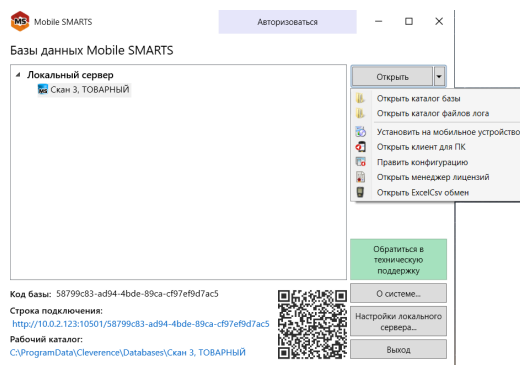 MS Mobile SMARTS
Авторизоваться
Базы данных Mobile SMARTS
Локальный сервер
Скан 3, ТОВАРНЫЙ
Открыть
Открыть каталог базы
Открыть каталог файлов лога
Установить на мобильное устройство
Открыть клиент для ПК
Править конфигурацию
Открыть менеджер лицензий
Открыть ExcelCsv обмен
Обратиться в
техническую
поддержку
Код базы: 58799c83-ad94-4bde-89ca-cf97ef9d7ac5
О системе...
Строка подключения:
http://10.0.2.123:10501/58799c83-ad94-4bde-89ca-cf97ef9d7ac5
Настройки локального
сервера...
Рабочий каталог:
C:\ProgramData\Cleverence\Databases\Скан 3, ТОВАРНЫЙ
Выход